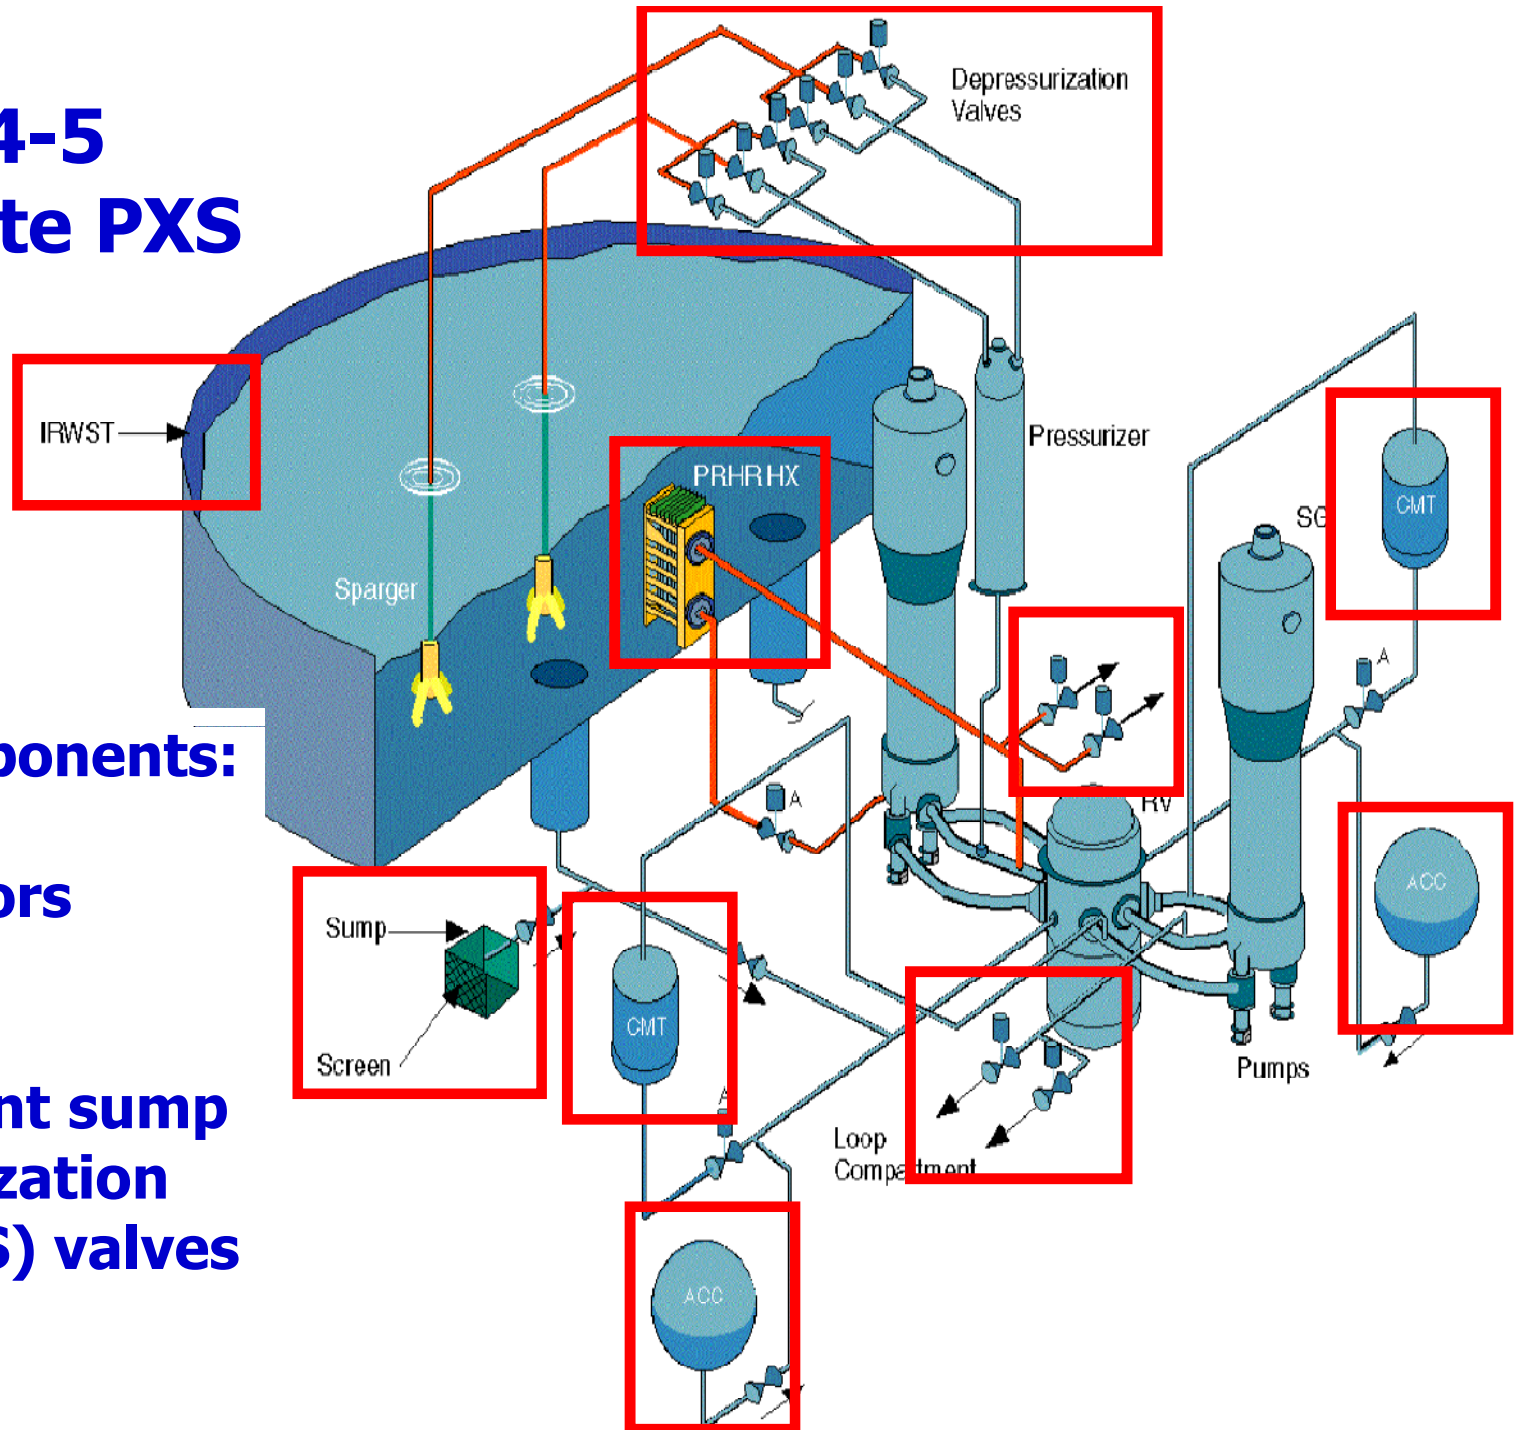 4-5
te PXS
Depressurization
Valves
IRWST
Pressurizer
PRHR HX
CMT
SG
Sparger
A
ponents:
A
RV
ors
ACC
Sump
CMT
Screen
Pumps
nt sump
A
Loop
Compartment
zation
S) valves
ACC